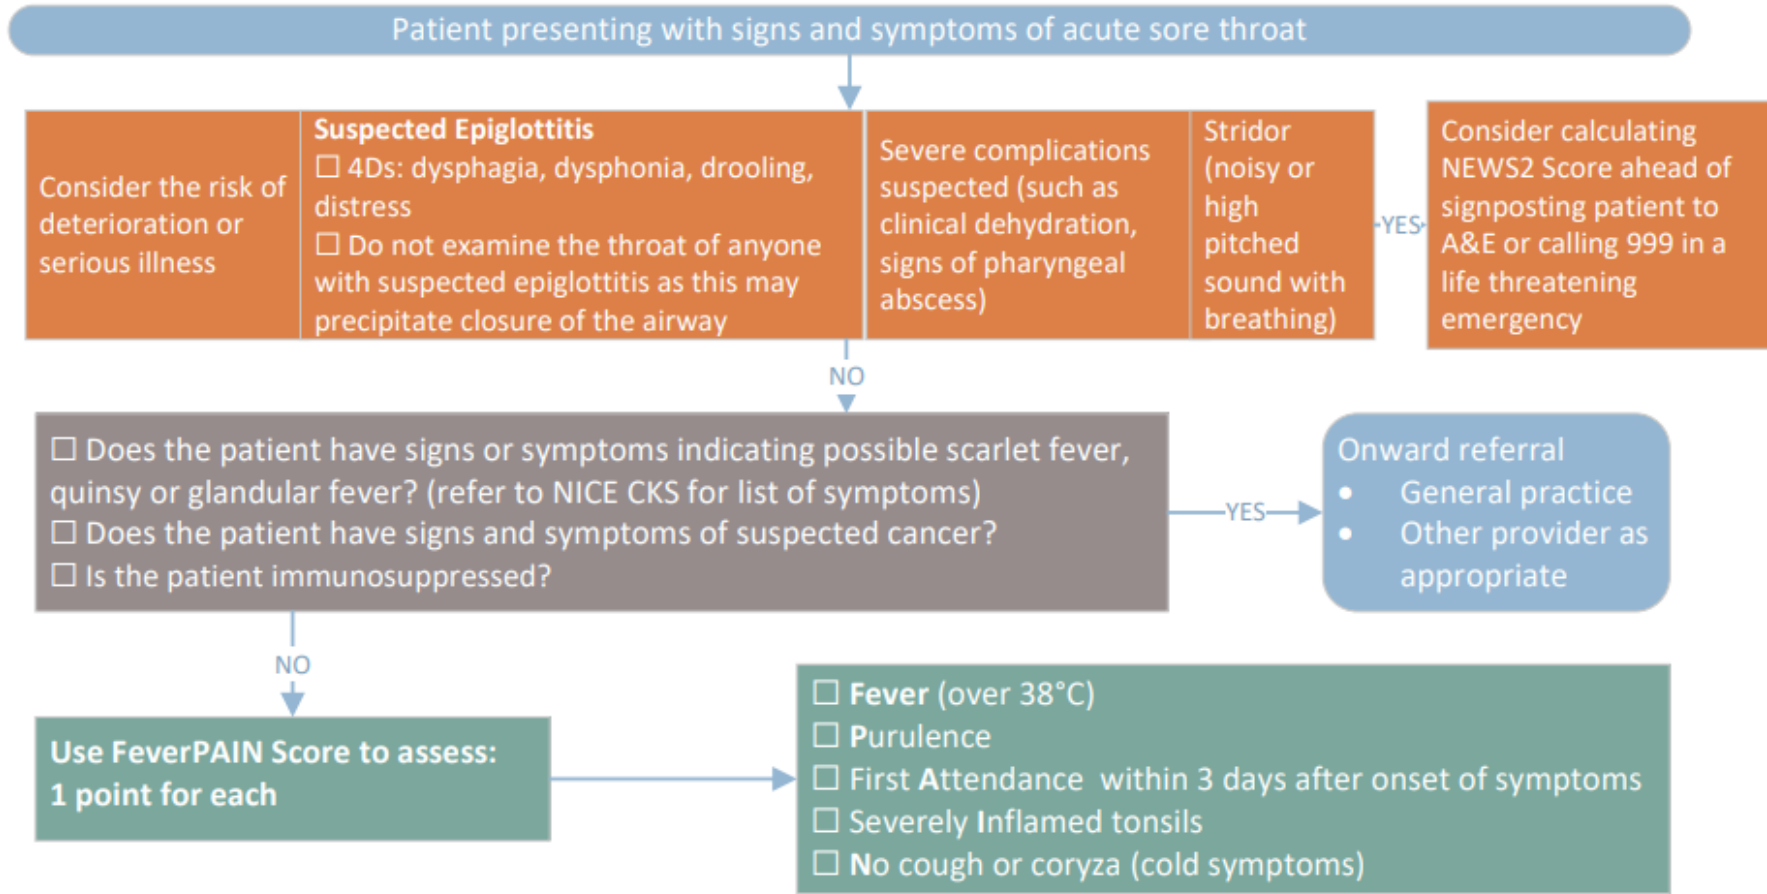 Patient presenting with signs and symptoms of acute sore throat
Consider the risk of
deterioration or
serious illness
Suspected Epiglottitis
☐ 4Ds: dysphagia, dysphonia, drooling,
distress
☐ Do not examine the throat of anyone
with suspected epiglottitis as this may
precipitate closure of the airway
Severe complications
suspected (such as
clinical dehydration,
signs of pharyngeal
abscess)
Stridor
(noisy or
high
pitched
sound with
breathing)
YES
Consider calculating
NEWS2 Score ahead of
signposting patient to
A&E or calling 999 in a
life threatening
emergency
NO
☐ Does the patient have signs or symptoms indicating possible scarlet fever,
quinsy or glandular fever? (refer to NICE CKS for list of symptoms)
☐ Does the patient have signs and symptoms of suspected cancer?
☐ Is the patient immunosuppressed?
YES
Onward referral
• General practice
• Other provider as
appropriate
NO
Use FeverPAIN Score to assess:
1 point for each
☐ Fever (over 38°C)
☐ Purulence
☐ First Attendance within 3 days after onset of symptoms
☐ Severely Inflamed tonsils
☐ No cough or coryza (cold symptoms)